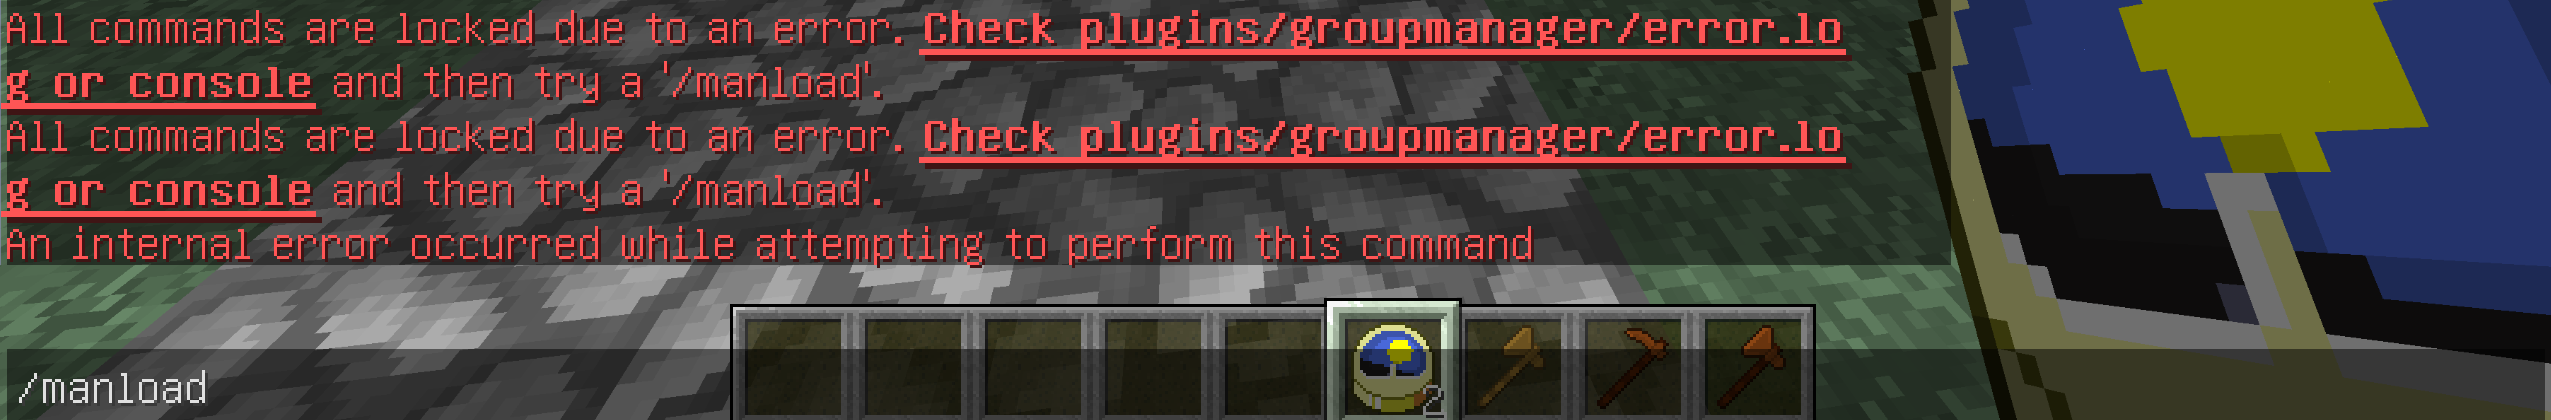 All commands are locked due to an error. Check plugins/groupmanager/error.lo
g or console and then try a '/manload'.
All commands are locked due to an error. Check plugins/groupmanager/error.lo
g or console and then try a '/manload'.
An internal error occurred while attempting to perform this command
2
/manload